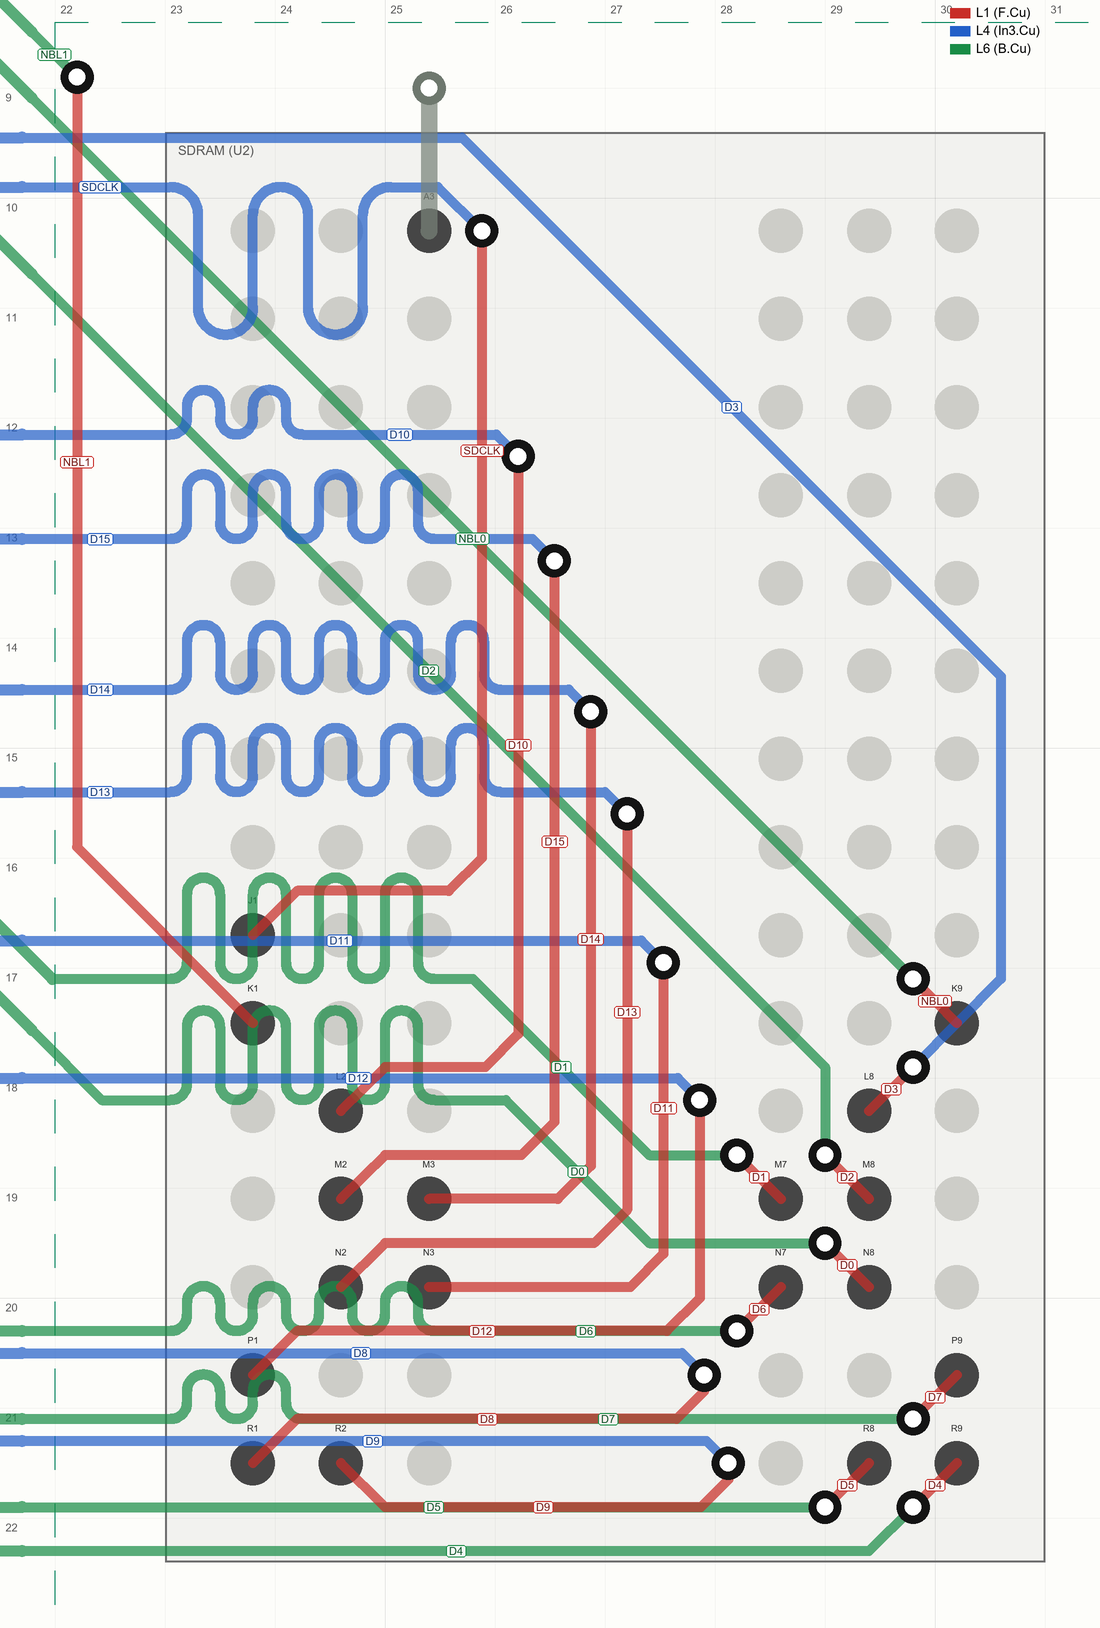 22 23 24 25 26 27 28 29 30 31
L1 (F.Cu)
L4 (In3.Cu)
L6 (B.Cu)
NBL1
9
SDRAM (U2)
SDCLK
A3
10
11
D3
12
D10
SDCLK
NBL1
13
D15
NBL0
14
D2
D14
D10
15
D13
D15
16
J1
D11
D14
17
K1
K9
NBL0
D13
D1
18
L2
D12
L8
D3
D11
M2
M3
D0
M7
D1
M8
D2
19
N2
N3
N7
N8
D0
20
D6
D12
D6
D8
P1
P9
D7
21
D8
D7
R1
R2
D9
R8
R9
D5
D4
D5
D9
22
D4